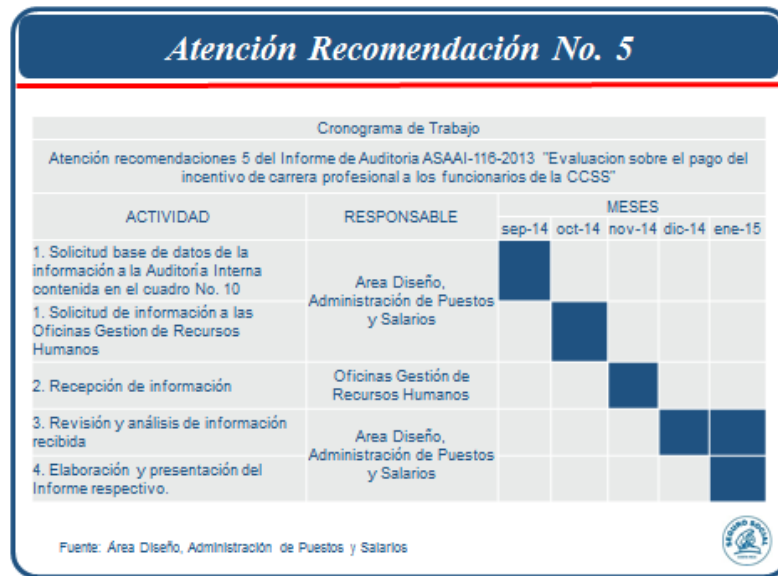 Atención Recomendación No. 5
Cronograma de Trabajo
Atención recomendaciones 5 del Informe de Auditoria ASAAI-116-2013 "Evaluacion sobre el pago del
incentivo de carrera profesional a los funcionarios de la CCSS"
ACTIVIDAD
RESPONSABLE
MESES
sep-14 oct-14 nov-14 dic-14 ene-15
1. Solicitud base de datos de la
información a la Auditoría Interna
contenida en el cuadro No. 10
Area Diseño,
Administración de Puestos
y Salarios
1. Solicitud de información a las
Oficinas Gestion de Recursos
Humanos
2. Recepción de información
Oficinas Gestión de
Recursos Humanos
3. Revisión y análisis de información
recibida
Area Diseño,
Administración de Puestos
y Salarios
4. Elaboración y presentación del
Informe respectivo.
Fuente: Área Diseño, Administración de Puestos y Salarios
SEGURO SOCIAL